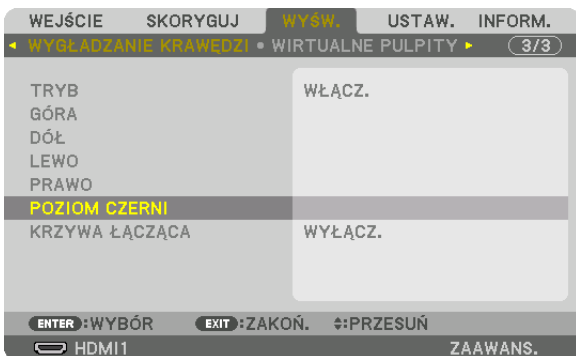 WEJŚCIE SKORYGUJ WYŚW. USTAW. INFORM.
WYGŁADZANIE KRAWĘDZI • WIRTUALNE PULPITY 3/3
TRYB WŁĄCZ.
GÓRA
DÓŁ
LEWO
PRAWO
POZIOM CZERNI
KRZYWA ŁĄCZĄCA WYŁĄCZ.
ENTER :WYBÓR EXIT :ZAKOŃ. :PRZESUŃ
HDMI1 ZAAWANS.